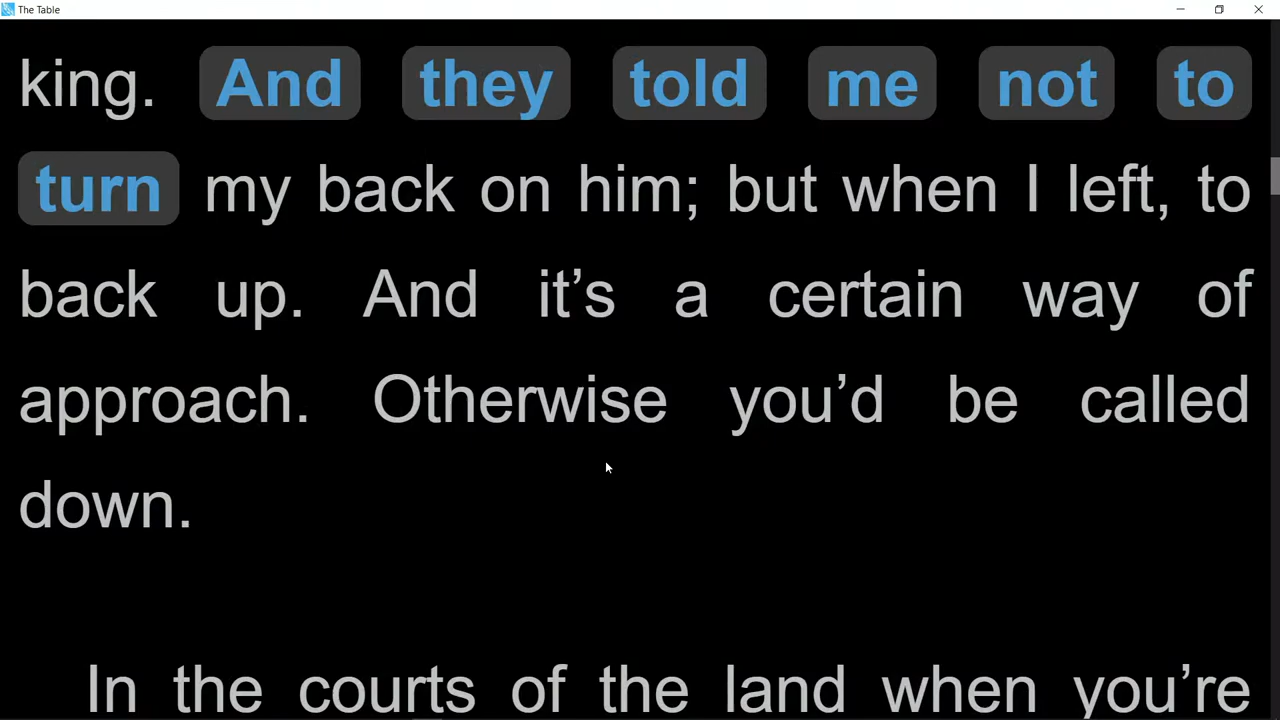 The Table
king. And they told me not to
turn my back on him; but when I left, to
back up. And it’s a certain way of
approach. Otherwise you’d be called
down.
In the courts of the land when you’re